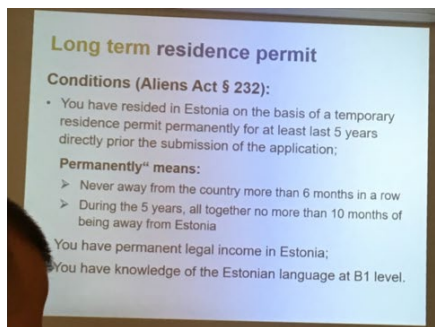 Long term residence permit
Conditions (Aliens Act § 232):
• You have resided in Estonia on the basis of a temporary
residence permit permanently for at least last 5 years
directly prior the submission of the application;
Permanently“ means:
➢ Never away from the country more than 6 months in a row
➢ During the 5 years, all together no more than 10 months of
being away from Estonia
You have permanent legal income in Estonia;
You have knowledge of the Estonian language at B1 level.